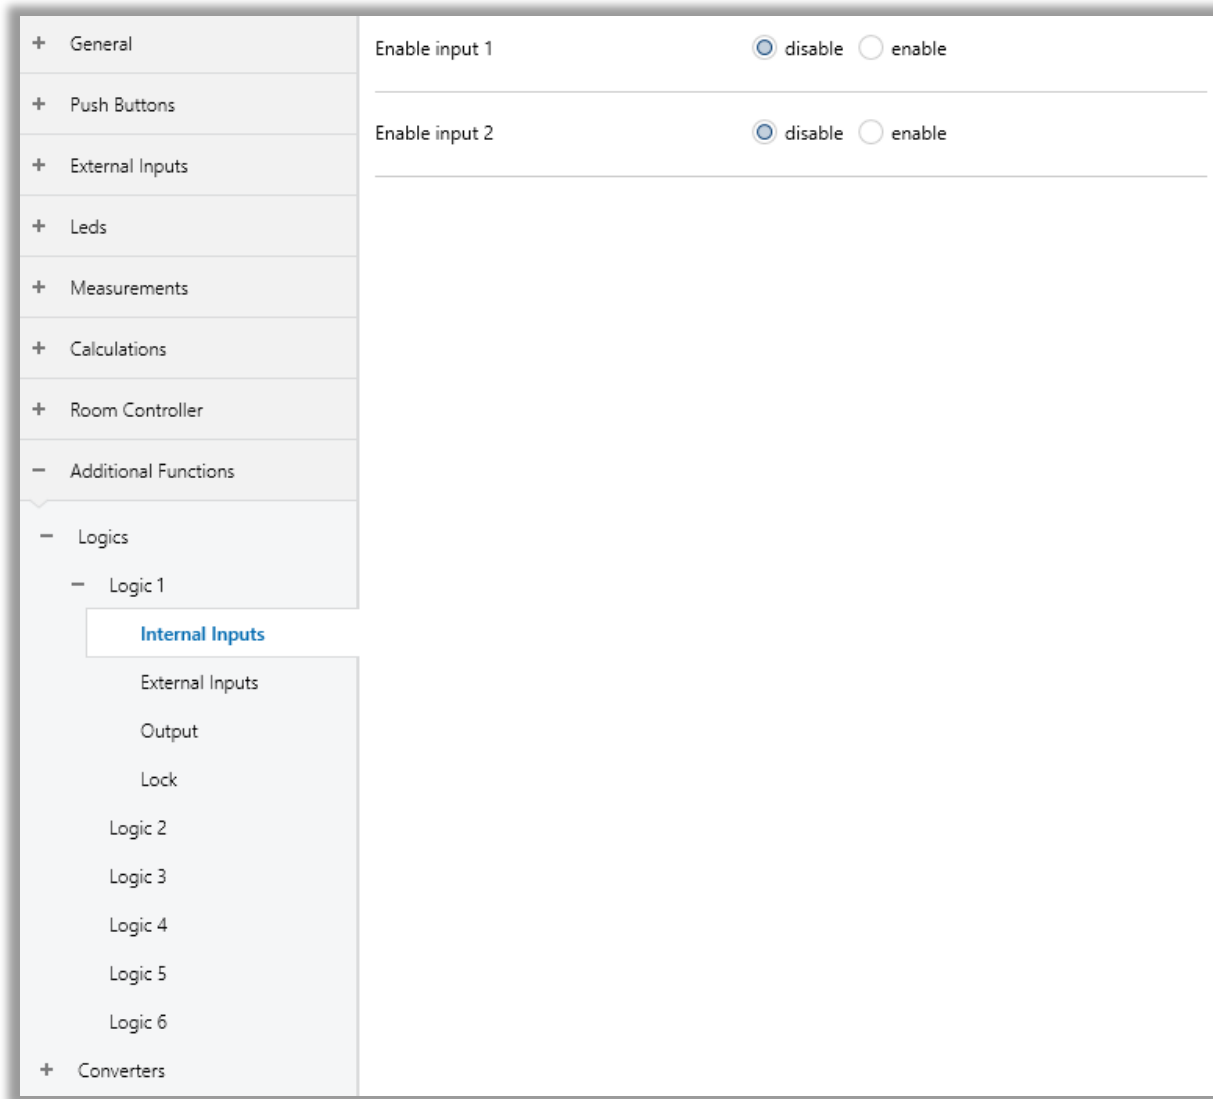 General
Push Buttons
External Inputs
Leds
Measurements
Calculations
Room Controller
Additional Functions
Logics
Logic 1
Internal Inputs
External Inputs
Output
Lock
Logic 2
Logic 3
Logic 4
Logic 5
Logic 6
Converters
Enable input 1 disable enable
Enable input 2 disable enable